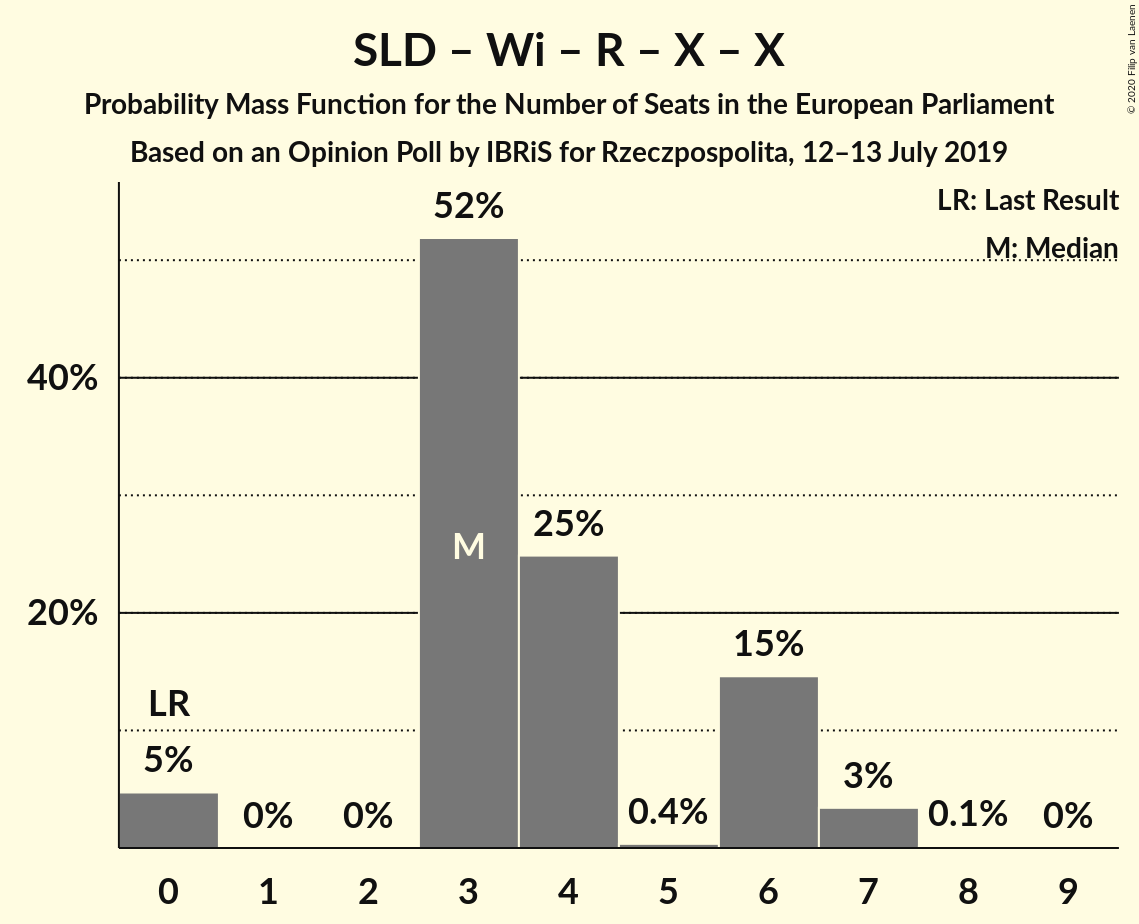 SLD – Wi – R – X – X
Probability Mass Function for the Number of Seats in the European Parliament
Based on an Opinion Poll by IBRiS for Rzeczpospolita, 12–13 July 2019
© 2020 Filip van Laenen
LR: Last Result
M: Median
52%
40%
25%
M
20%
15%
LR
5%
0%
0%
0.4%
3%
0.1%
0%
0 1 2 3 4 5 6 7 8 9